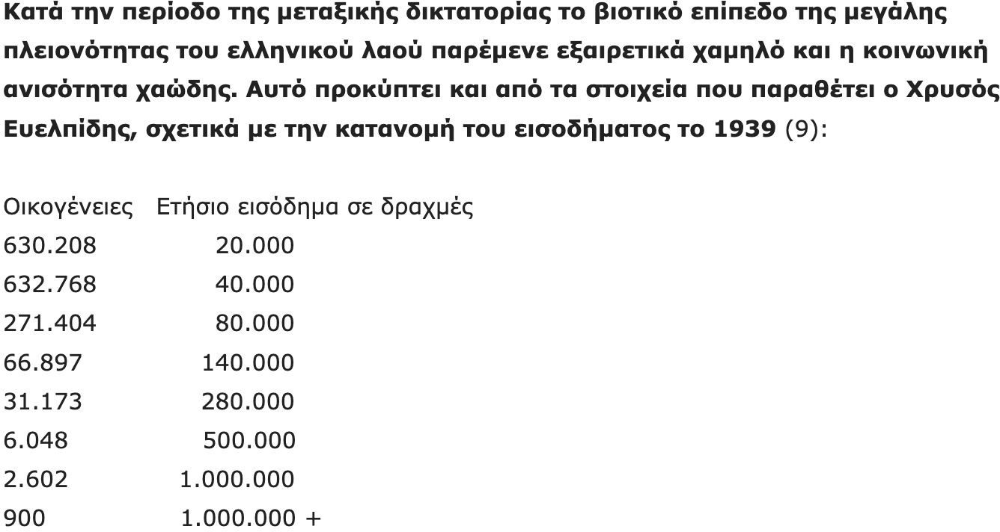 Κατά την περίοδο της μεταξικής δικτατορίας το βιοτικό επίπεδο της μεγάλης
πλειονότητας του ελληνικού λαού παρέμενε εξαιρετικά χαμηλό και η κοινωνική
ανισότητα χαώδης. Αυτό προκύπτει και από τα στοιχεία που παραθέτει ο Χρυσός
Ευελπίδης, σχετικά με την κατανομή του εισοδήματος το 1939 (9):
Οικογένειες Ετήσιο εισόδημα σε δραχμές
630.208 20.000
632.768 40.000
271.404 80.000
66.897 140.000
31.173 280.000
6.048 500.000
2.602 1.000.000
900 1.000.000 +